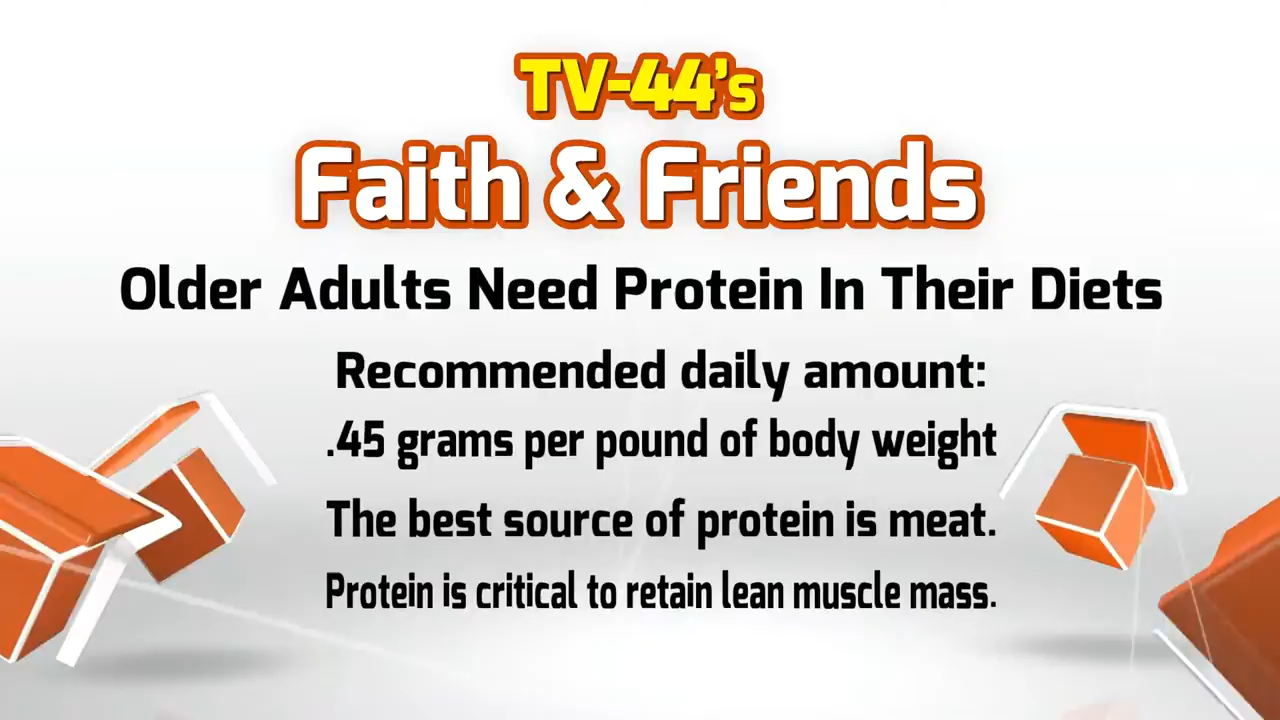 TV-44's
Faith & Friends
Older Adults Need Protein In Their Diets
Recommended daily amount:
.45 grams per pound of body weight
The best source of protein is meat.
Protein is critical to retain lean muscle mass.